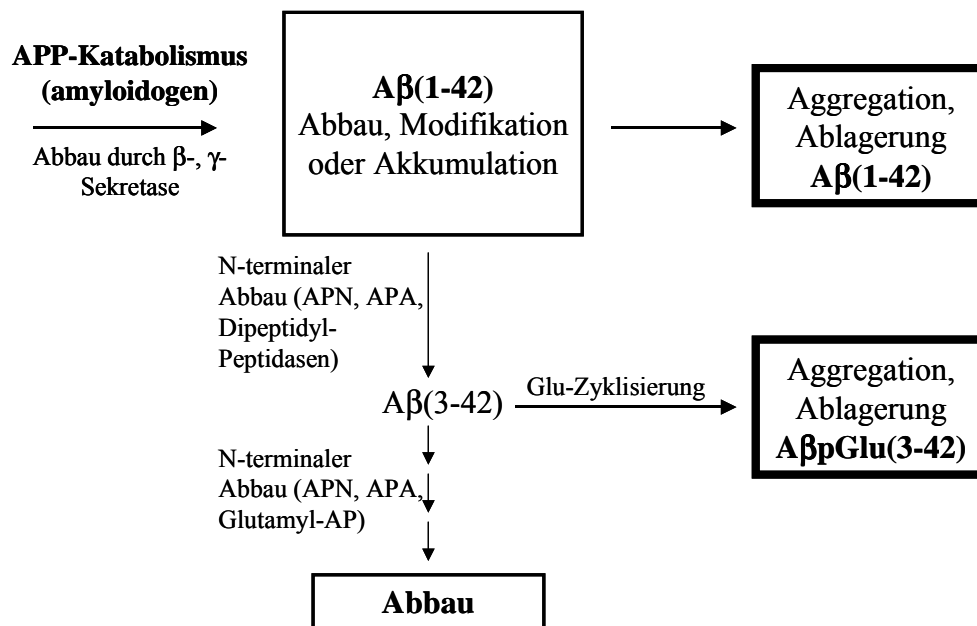 APP-Katabolismus
(amyloidogen)
Abbau durch β-, γ-
Sekretase
Aβ(1-42)
Abbau, Modifikation
oder Akkumulation
Aggregation,
Ablagerung
Aβ(1-42)
N-terminaler
Abbau (APN, APA,
Dipeptidyl-
Peptidasen)
Aβ(3-42)
Glu-Zyklisierung
Aggregation,
Ablagerung
AβpGlu(3-42)
N-terminaler
Abbau (APN, APA,
Glutamyl-AP)
Abbau